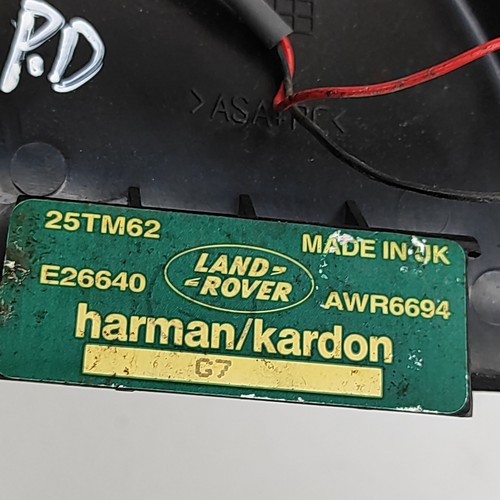 P.D
>ASA+PC<
25TM62
MADE IN UK
E26640
LAND
ROVER
AWR6694
harman/kardon
G7